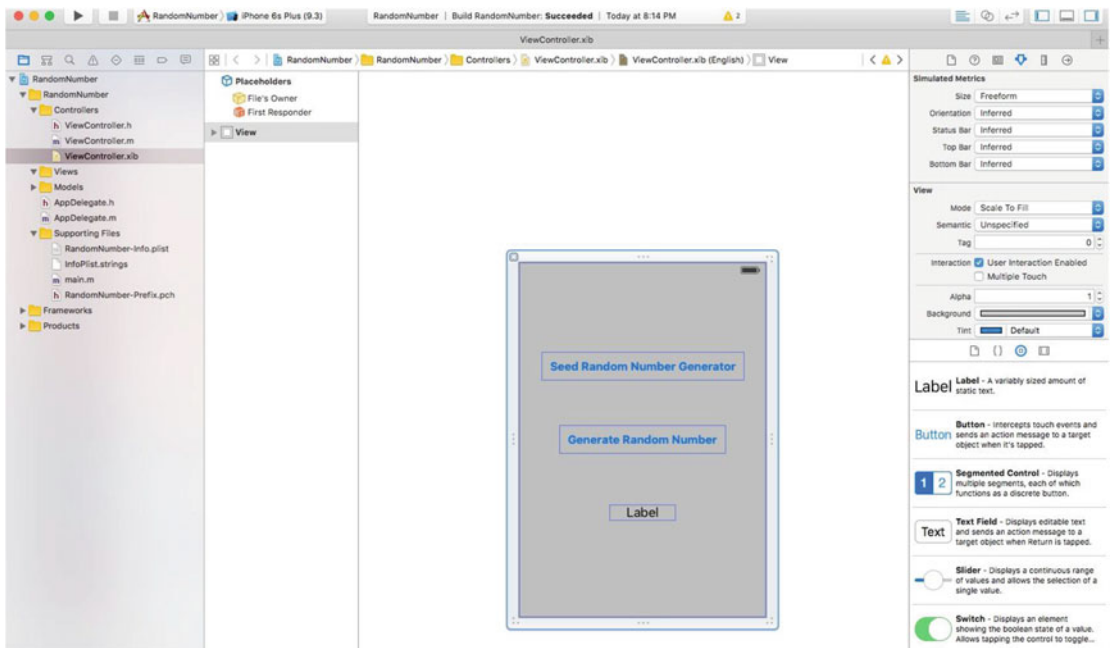 RandomNumber
iPhone 6s Plus (9.3)
RandomNumber | Build RandomNumber: Succeeded | Today at 8:14 PM
2
ViewController.xib
RandomNumber
RandomNumber
Controllers
ViewController.xib
ViewController.xib (English)
View
RandomNumber
RandomNumber
Controllers
h ViewController.h
m ViewController.m
ViewController.xib
Views
Models
h AppDelegate.h
m AppDelegate.m
Supporting Files
RandomNumber-Info.plist
InfoPlist.strings
m main.m
h RandomNumber-Prefix.pch
Frameworks
Products
Placeholders
File's Owner
First Responder
View
Seed Random Number Generator
Generate Random Number
Label
Simulated Metrics
Size Freeform
Orientation Inferred
Status Bar Inferred
Top Bar Inferred
Bottom Bar Inferred
View
Mode Scale To Fill
Semantic Unspecified
Tag 0
Interaction User Interaction Enabled
Multiple Touch
Alpha 1
Background
Tint Default
Label
Label - A variably sized amount of
static text.
Button
Button - Intercepts touch events and
sends an action message to a target
object when it's tapped.
1 2
Segmented Control - Displays
multiple segments, each of which
functions as a discrete button.
Text
Text Field - Displays editable text
and sends an action message to a
target object when Return is tapped.
Slider - Displays a continuous range
of values and allows the selection of a
single value.
Switch - Displays an element
showing the boolean state of a value.
Allows tapping the control to toggle...